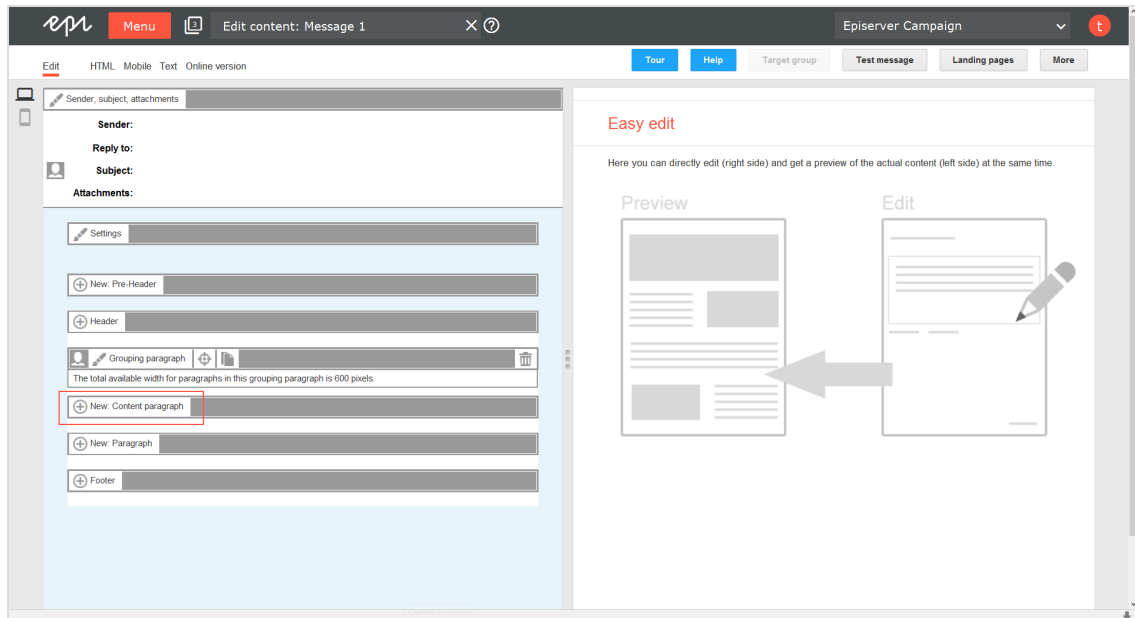 epi Menu 3 Edit content: Message 1 Episerver Campaign t
Edit HTML Mobile Text Online version Tour Help Target group Test message Landing pages More
Sender, subject, attachments
Sender:
Reply to:
Subject:
Attachments:
Settings
New: Pre-Header
Header
Grouping paragraph
The total available width for paragraphs in this grouping paragraph is 600 pixels.
New: Content paragraph
New: Paragraph
Footer
Easy edit
Here you can directly edit (right side) and get a preview of the actual content (left side) at the same time.
Preview Edit